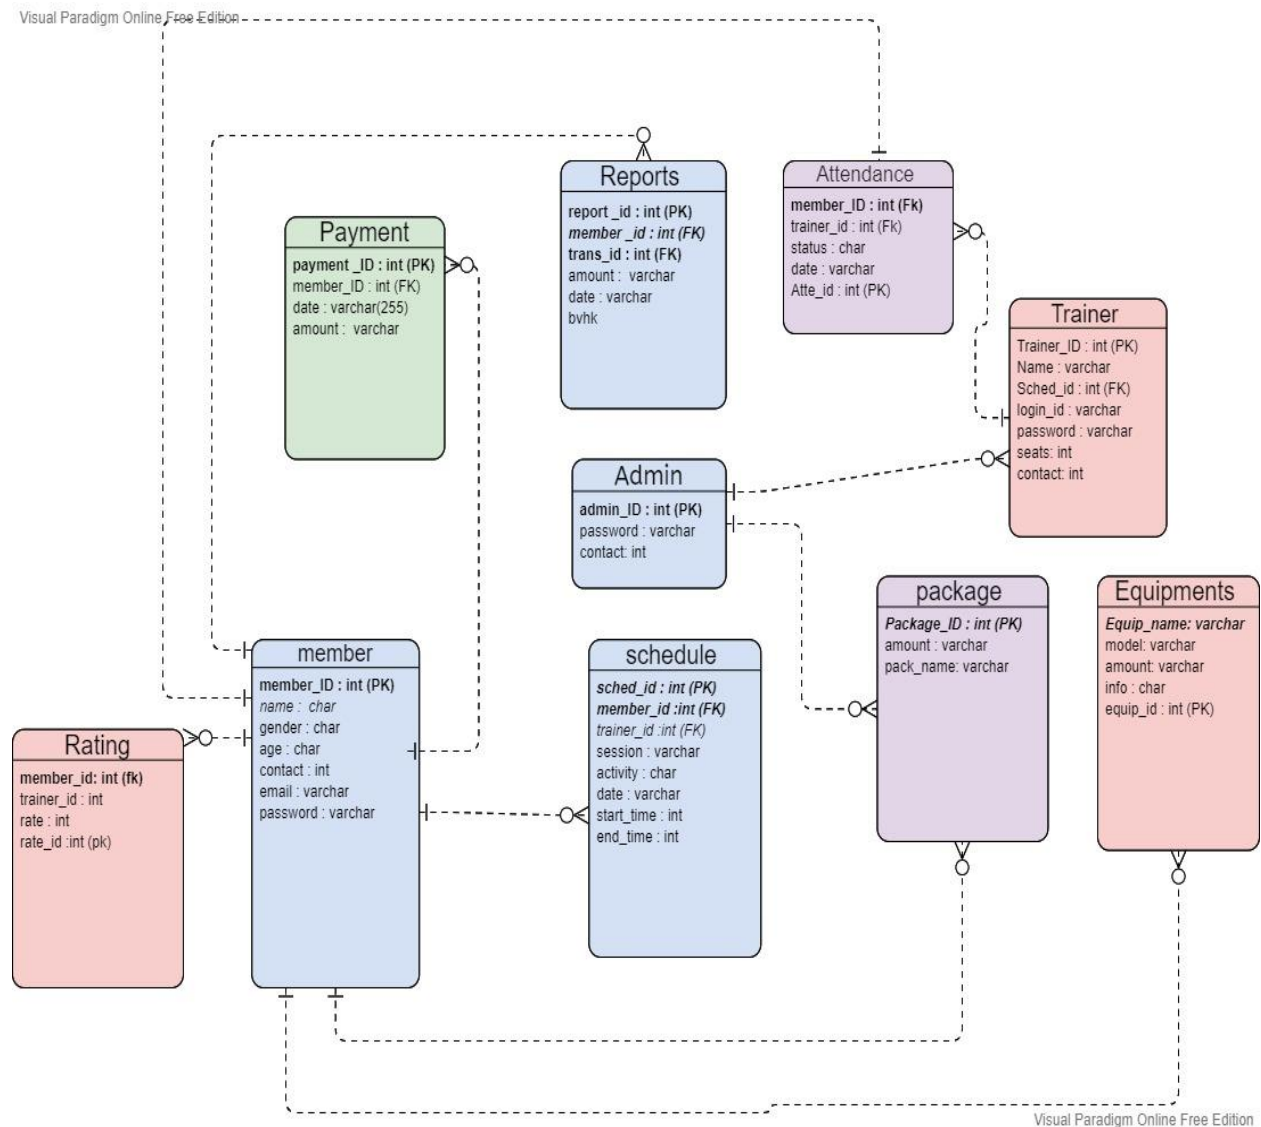 Visual Paradigm Online Free Edition
Reports
report _id : int (PK)
member _id : int (FK)
trans_id : int (FK)
amount :  varchar
date : varchar
bvhk
Attendance
member_ID : int (Fk)
trainer_id : int (Fk)
status : char
date : varchar
Atte_id : int (PK)
Payment
payment _ID : int (PK)
member_ID : int (FK)
date : varchar(255)
amount :  varchar
Trainer
Trainer_ID : int (PK)
Name : varchar
Sched_id : int (FK)
login_id : varchar
password : varchar
seats: int
contact: int
Admin
admin_ID : int (PK)
password : varchar
contact: int
package
Package_ID : int (PK)
amount : varchar
pack_name: varchar
Equipments
Equip_name: varchar
model: varchar
amount: varchar
info : char
equip_id : int (PK)
member
member_ID : int (PK)
name :  char
gender : char
age : char
contact : int
email : varchar
password : varchar
schedule
sched_id : int (PK)
member_id :int (FK)
trainer_id :int (FK)
session : varchar
activity : char
date : varchar
start_time : int
end_time : int
Rating
member_id: int (fk)
trainer_id : int
rate : int
rate_id :int (pk)
Visual Paradigm Online Free Edition